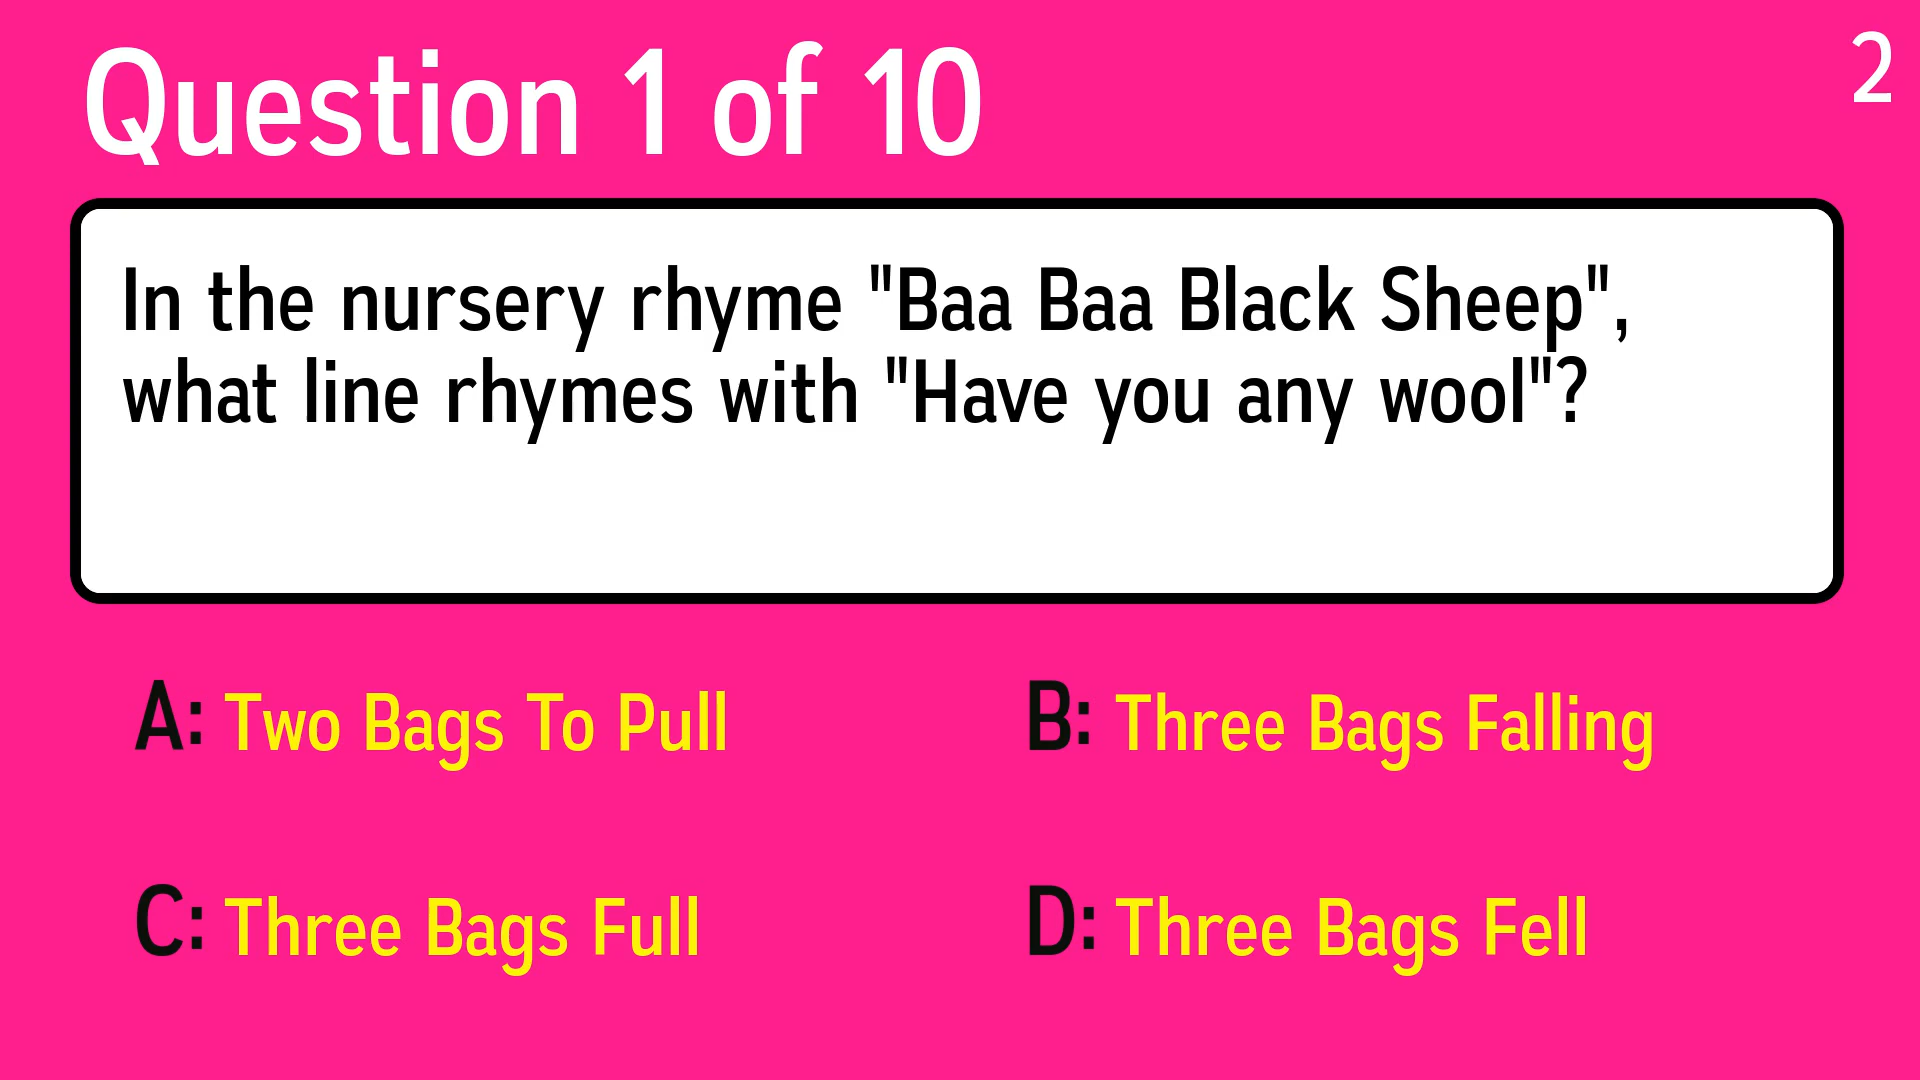 Question 1 of 10
2
In the nursery rhyme "Baa Baa Black Sheep",
what line rhymes with "Have you any wool"?
A: Two Bags To Pull
B: Three Bags Falling
C: Three Bags Full
D: Three Bags Fell